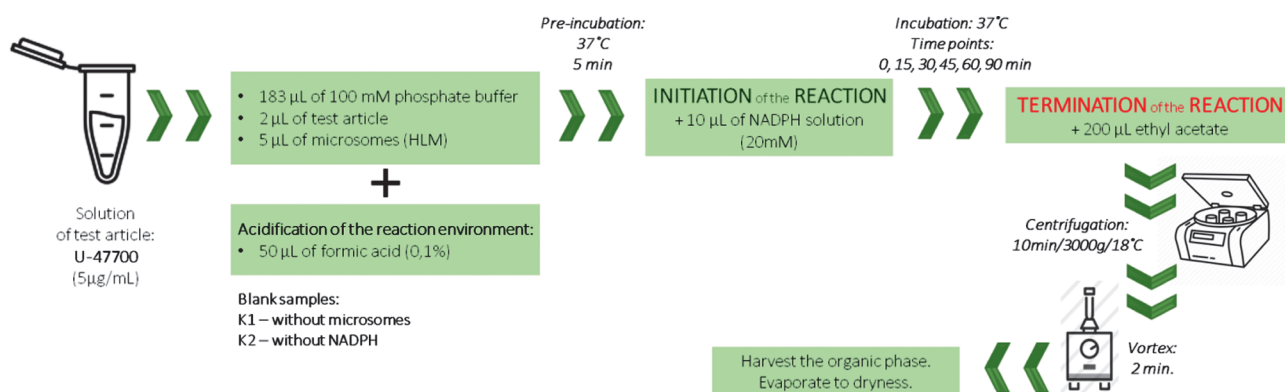 Solution
of test article:
U-47700
(5µg/mL)
• 183 µL of 100 mM phosphate buffer
• 2 µL of test article
• 5 µL of microsomes (HLM)
+
Acidification of the reaction environment:
• 50 µL of formic acid (0,1%)
Blank samples:
K1 – without microsomes
K2 – without NADPH
Pre-incubation:
37˚C
5 min
INITIATION of the REACTION
+ 10 µL of NADPH solution
(20mM)
Incubation: 37˚C
Time points:
0, 15, 30,45, 60, 90 min
TERMINATION of the REACTION
+ 200 µL ethyl acetate
Centrifugation:
10min/3000g/18˚C
Vortex:
2 min.
Harvest the organic phase.
Evaporate to dryness.